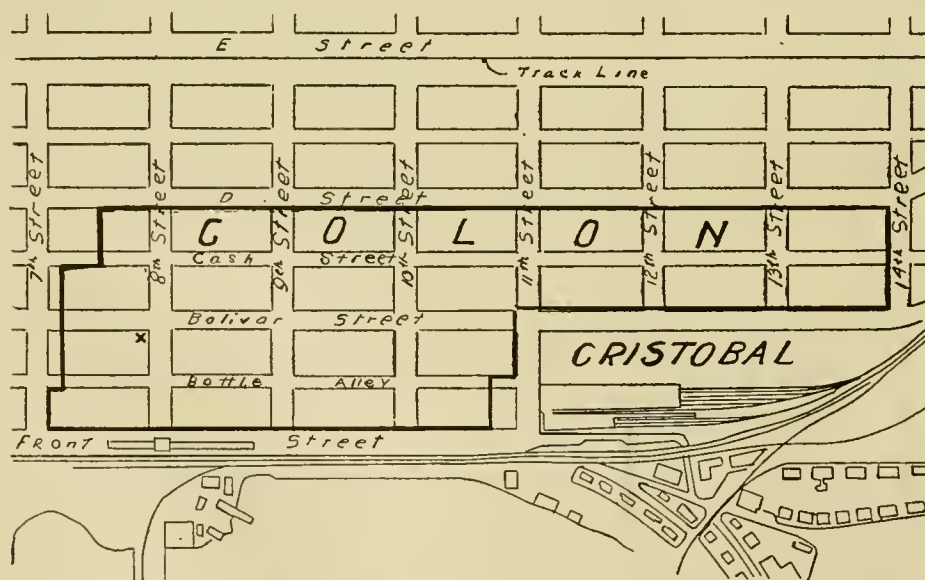 E Street
Track Line
7th Street
8th Street
9th Street
10th Street
11th Street
12th Street
13th Street
14th Street
D Street
COLON
Cash Street
Bolivar Street
x
CRISTOBAL
Bottle Alley
FRONT Street